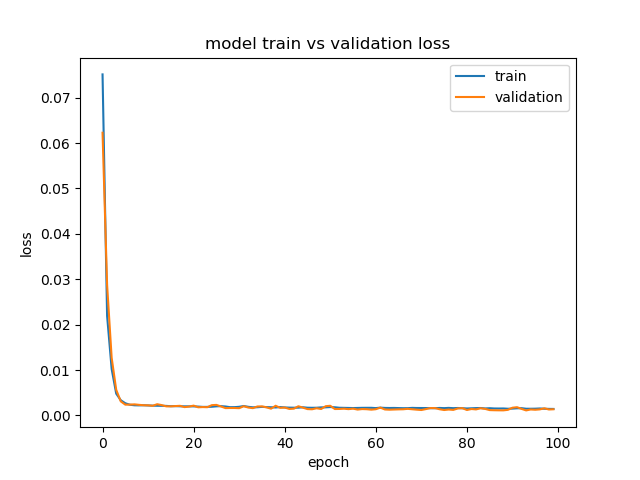 model train vs validation loss
train
validation
0.07
0.06
0.05
0.04
0.03
0.02
0.01
0.00
loss
0 20 40 60 80 100
epoch